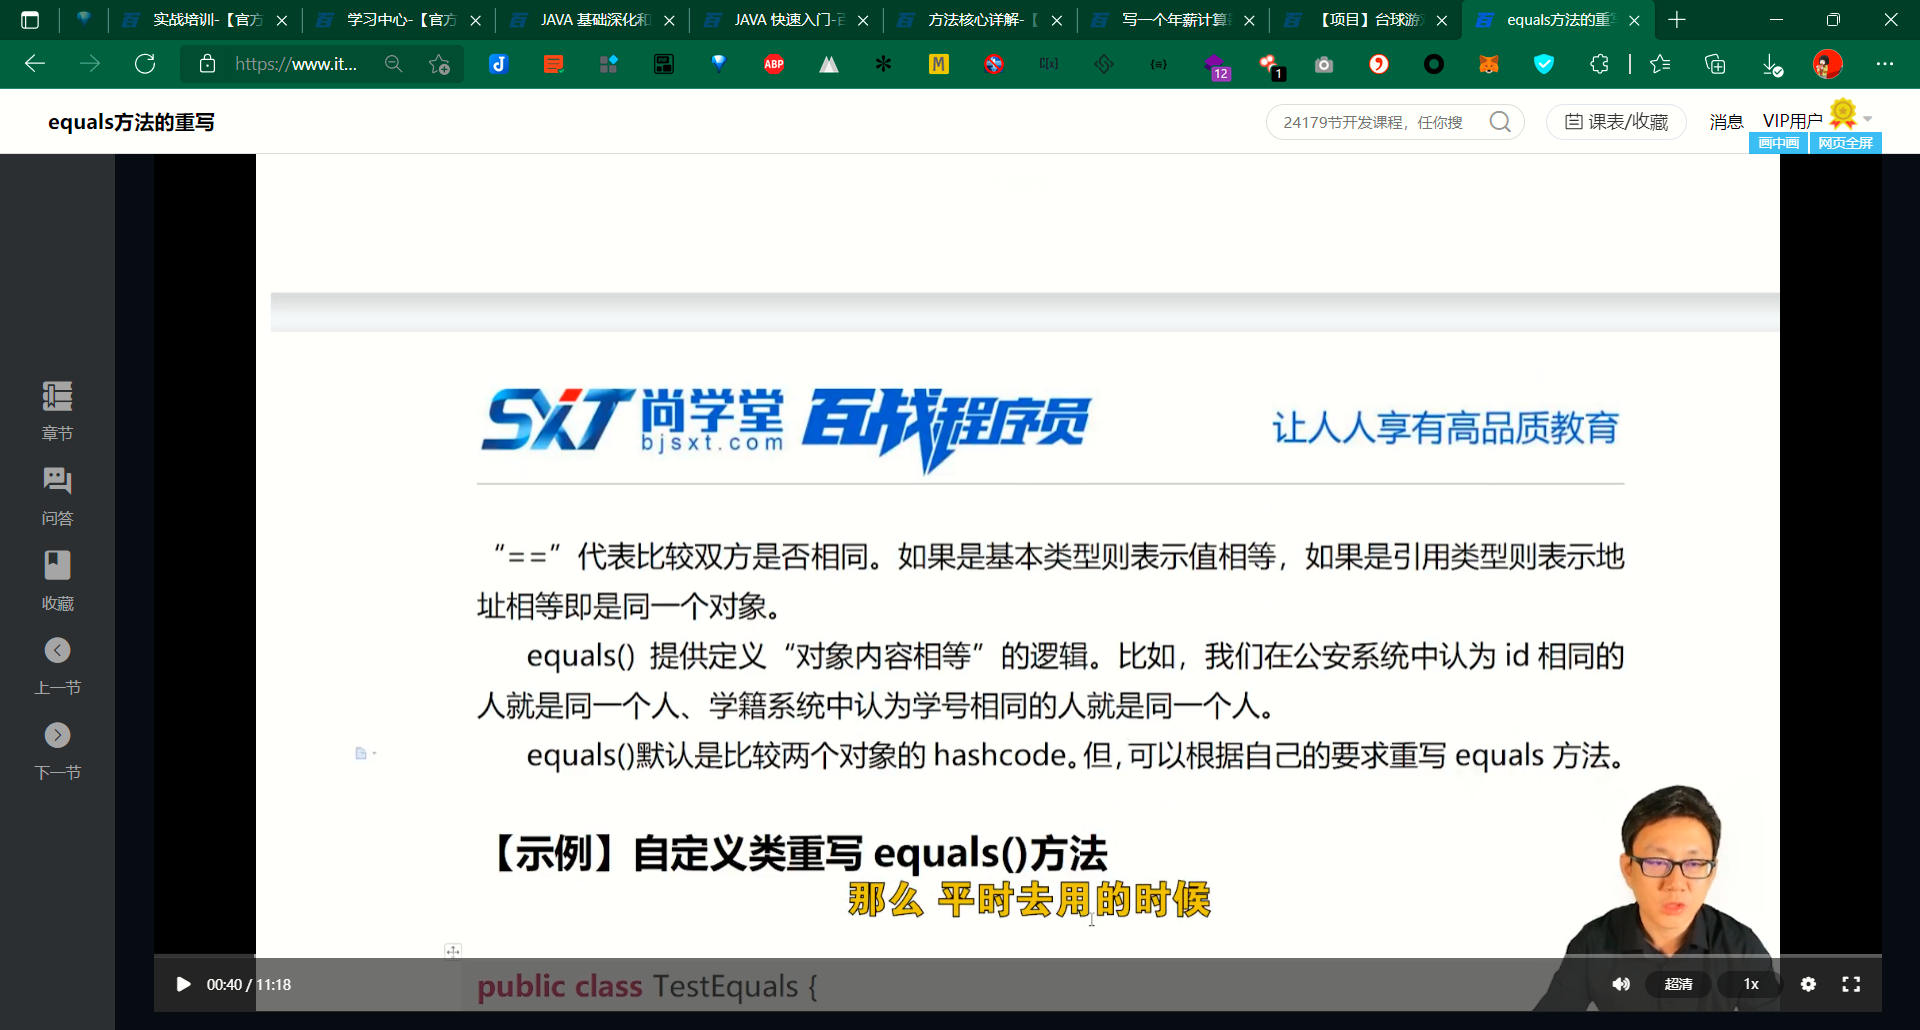 实战培训-【官方
学习中心-【官方
JAVA 基础深化和
JAVA 快速入门-百
方法核心详解-【
写一个年薪计算
【项目】台球游
equals方法的重
https://www.it...
ABP
M
12
1
equals方法的重写
24179节开发课程，任你搜
课表/收藏
消息
VIP用户
画中画
网页全屏
章节
问答
收藏
上一节
下一节
SXT 尚学堂 百战程序员
bjsxt.com
让人人享有高品质教育
“==”代表比较双方是否相同。如果是基本类型则表示值相等，如果是引用类型则表示地
址相等即是同一个对象。
equals() 提供定义“对象内容相等”的逻辑。比如，我们在公安系统中认为 id 相同的
人就是同一个人、学籍系统中认为学号相同的人就是同一个人。
equals()默认是比较两个对象的 hashcode。但，可以根据自己的要求重写 equals 方法。
【示例】自定义类重写 equals()方法
那么 平时去用的时候
public class TestEquals {
00:40 / 11:18
超清
1x